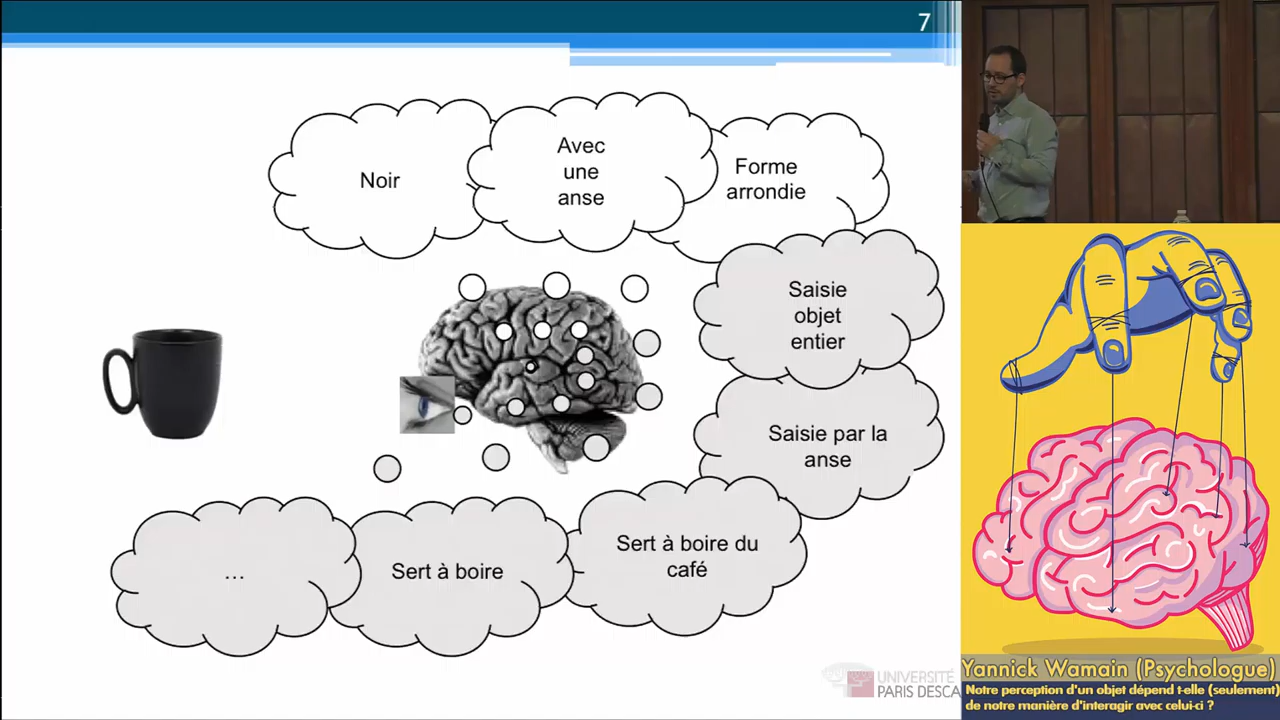 7
Noir
Avec
une
anse
Forme
arrondie
Saisie
objet
entier
Saisie par la
anse
Sert à boire du
café
Sert à boire
...
UNIVERSITÉ
PARIS DESCA
Yannick Wamain (Psychologue)
Notre perception d'un objet dépend t-elle (seulement)
de notre manière d'interagir avec celui-ci ?